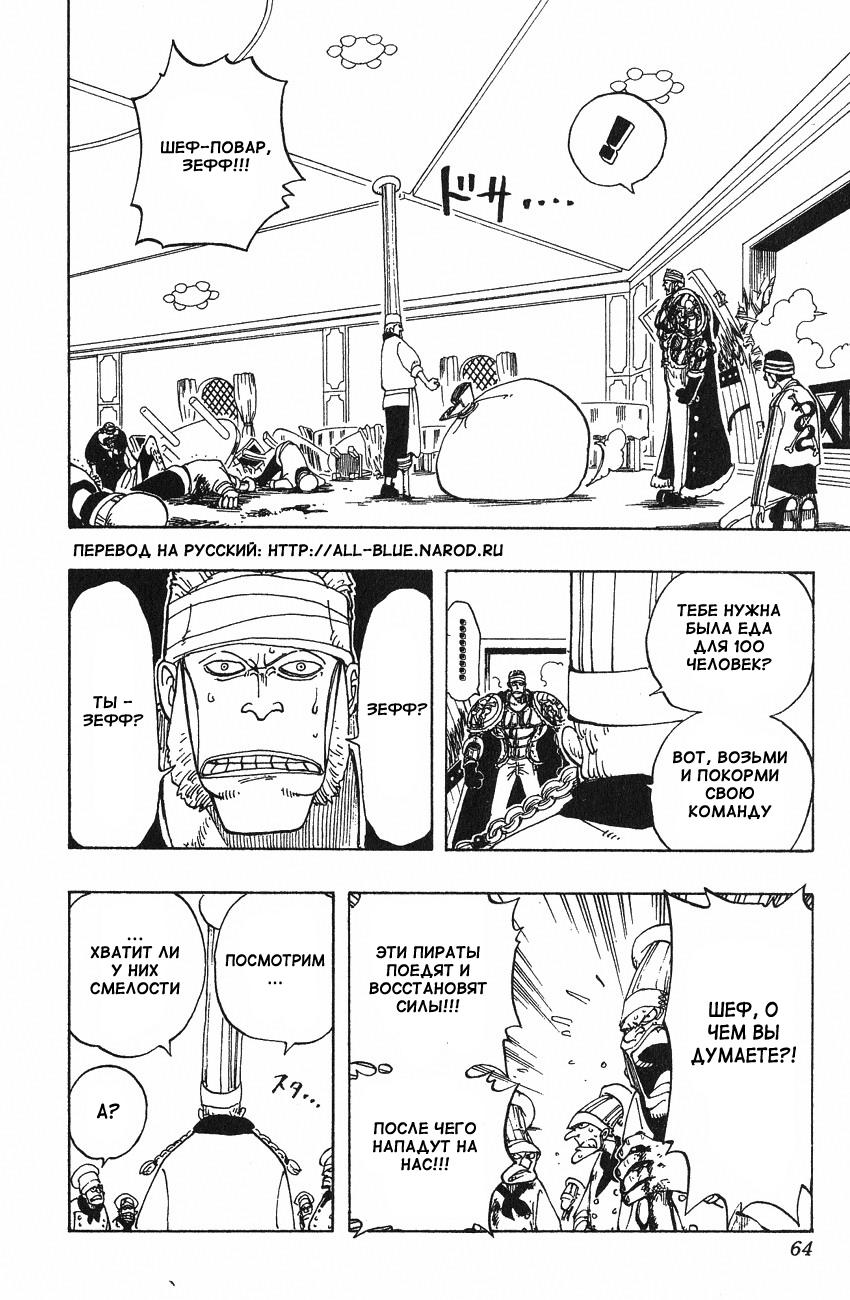 ШЕФ-ПОВАР,
ЗЕФФ!!!
!
ドサ....
ПЕРЕВОД НА РУССКИЙ: HTTP://ALL-BLUE.NAROD.RU
ТЕБЕ НУЖНА
БЫЛА ЕДА
ДЛЯ 100
ЧЕЛОВЕК?
ВОТ, ВОЗЬМИ
И ПОКОРМИ
СВОЮ
КОМАНДУ
ЗЕФФ?
ТЫ -
ЗЕФФ?
ШЕФ, О
ЧЕМ ВЫ
ДУМАЕТЕ?!
ЭТИ ПИРАТЫ
ПОЕДЯТ И
ВОССТАНОВЯТ
СИЛЫ!!!
ПОСЛЕ ЧЕГО
НАПАДУТ НА
НАС!!!
ПОСМОТРИМ
...
...
ХВАТИТ ЛИ
У НИХ
СМЕЛОСТИ
スタ...
А?
64